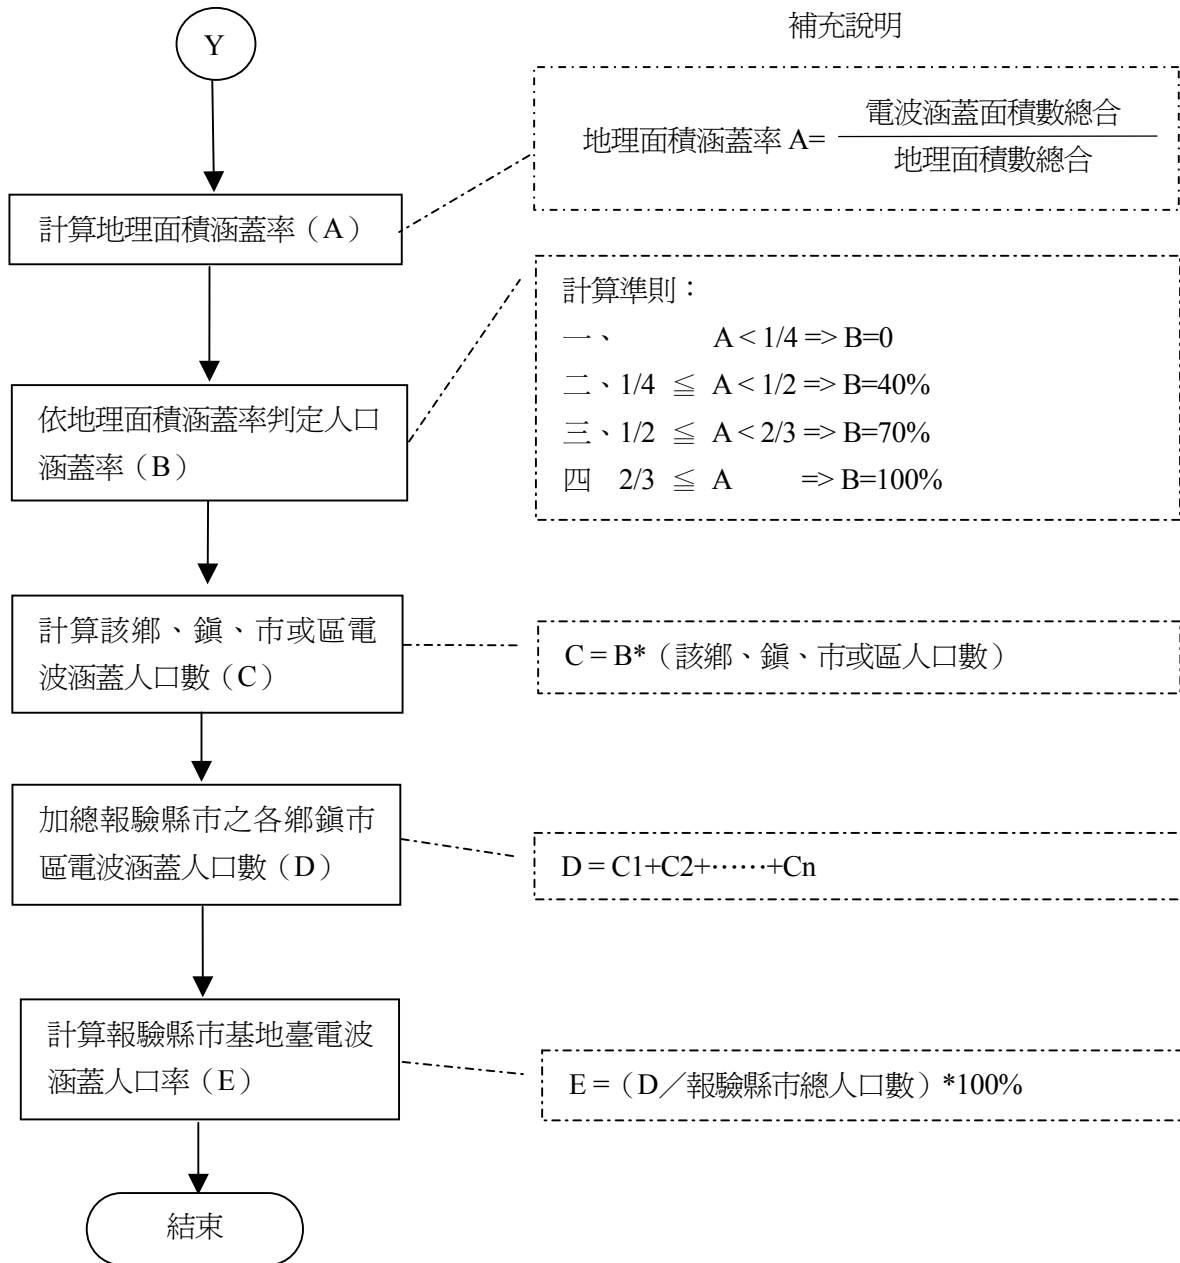 Y
補充說明
地理面積涵蓋率 A=
電波涵蓋面積數總合
地理面積數總合
計算地理面積涵蓋率（A）
計算準則：
一、 A < 1/4 => B=0
二、1/4 ≦ A < 1/2 => B=40%
三、1/2 ≦ A < 2/3 => B=70%
四 2/3 ≦ A => B=100%
依地理面積涵蓋率判定人口
涵蓋率（B）
計算該鄉、鎮、市或區電
波涵蓋人口數（C）
C = B*（該鄉、鎮、市或區人口數）
加總報驗縣市之各鄉鎮市
區電波涵蓋人口數（D）
D = C1+C2+⋯⋯+Cn
計算報驗縣市基地臺電波
涵蓋人口率（E）
E =（D／報驗縣市總人口數）*100%
結束